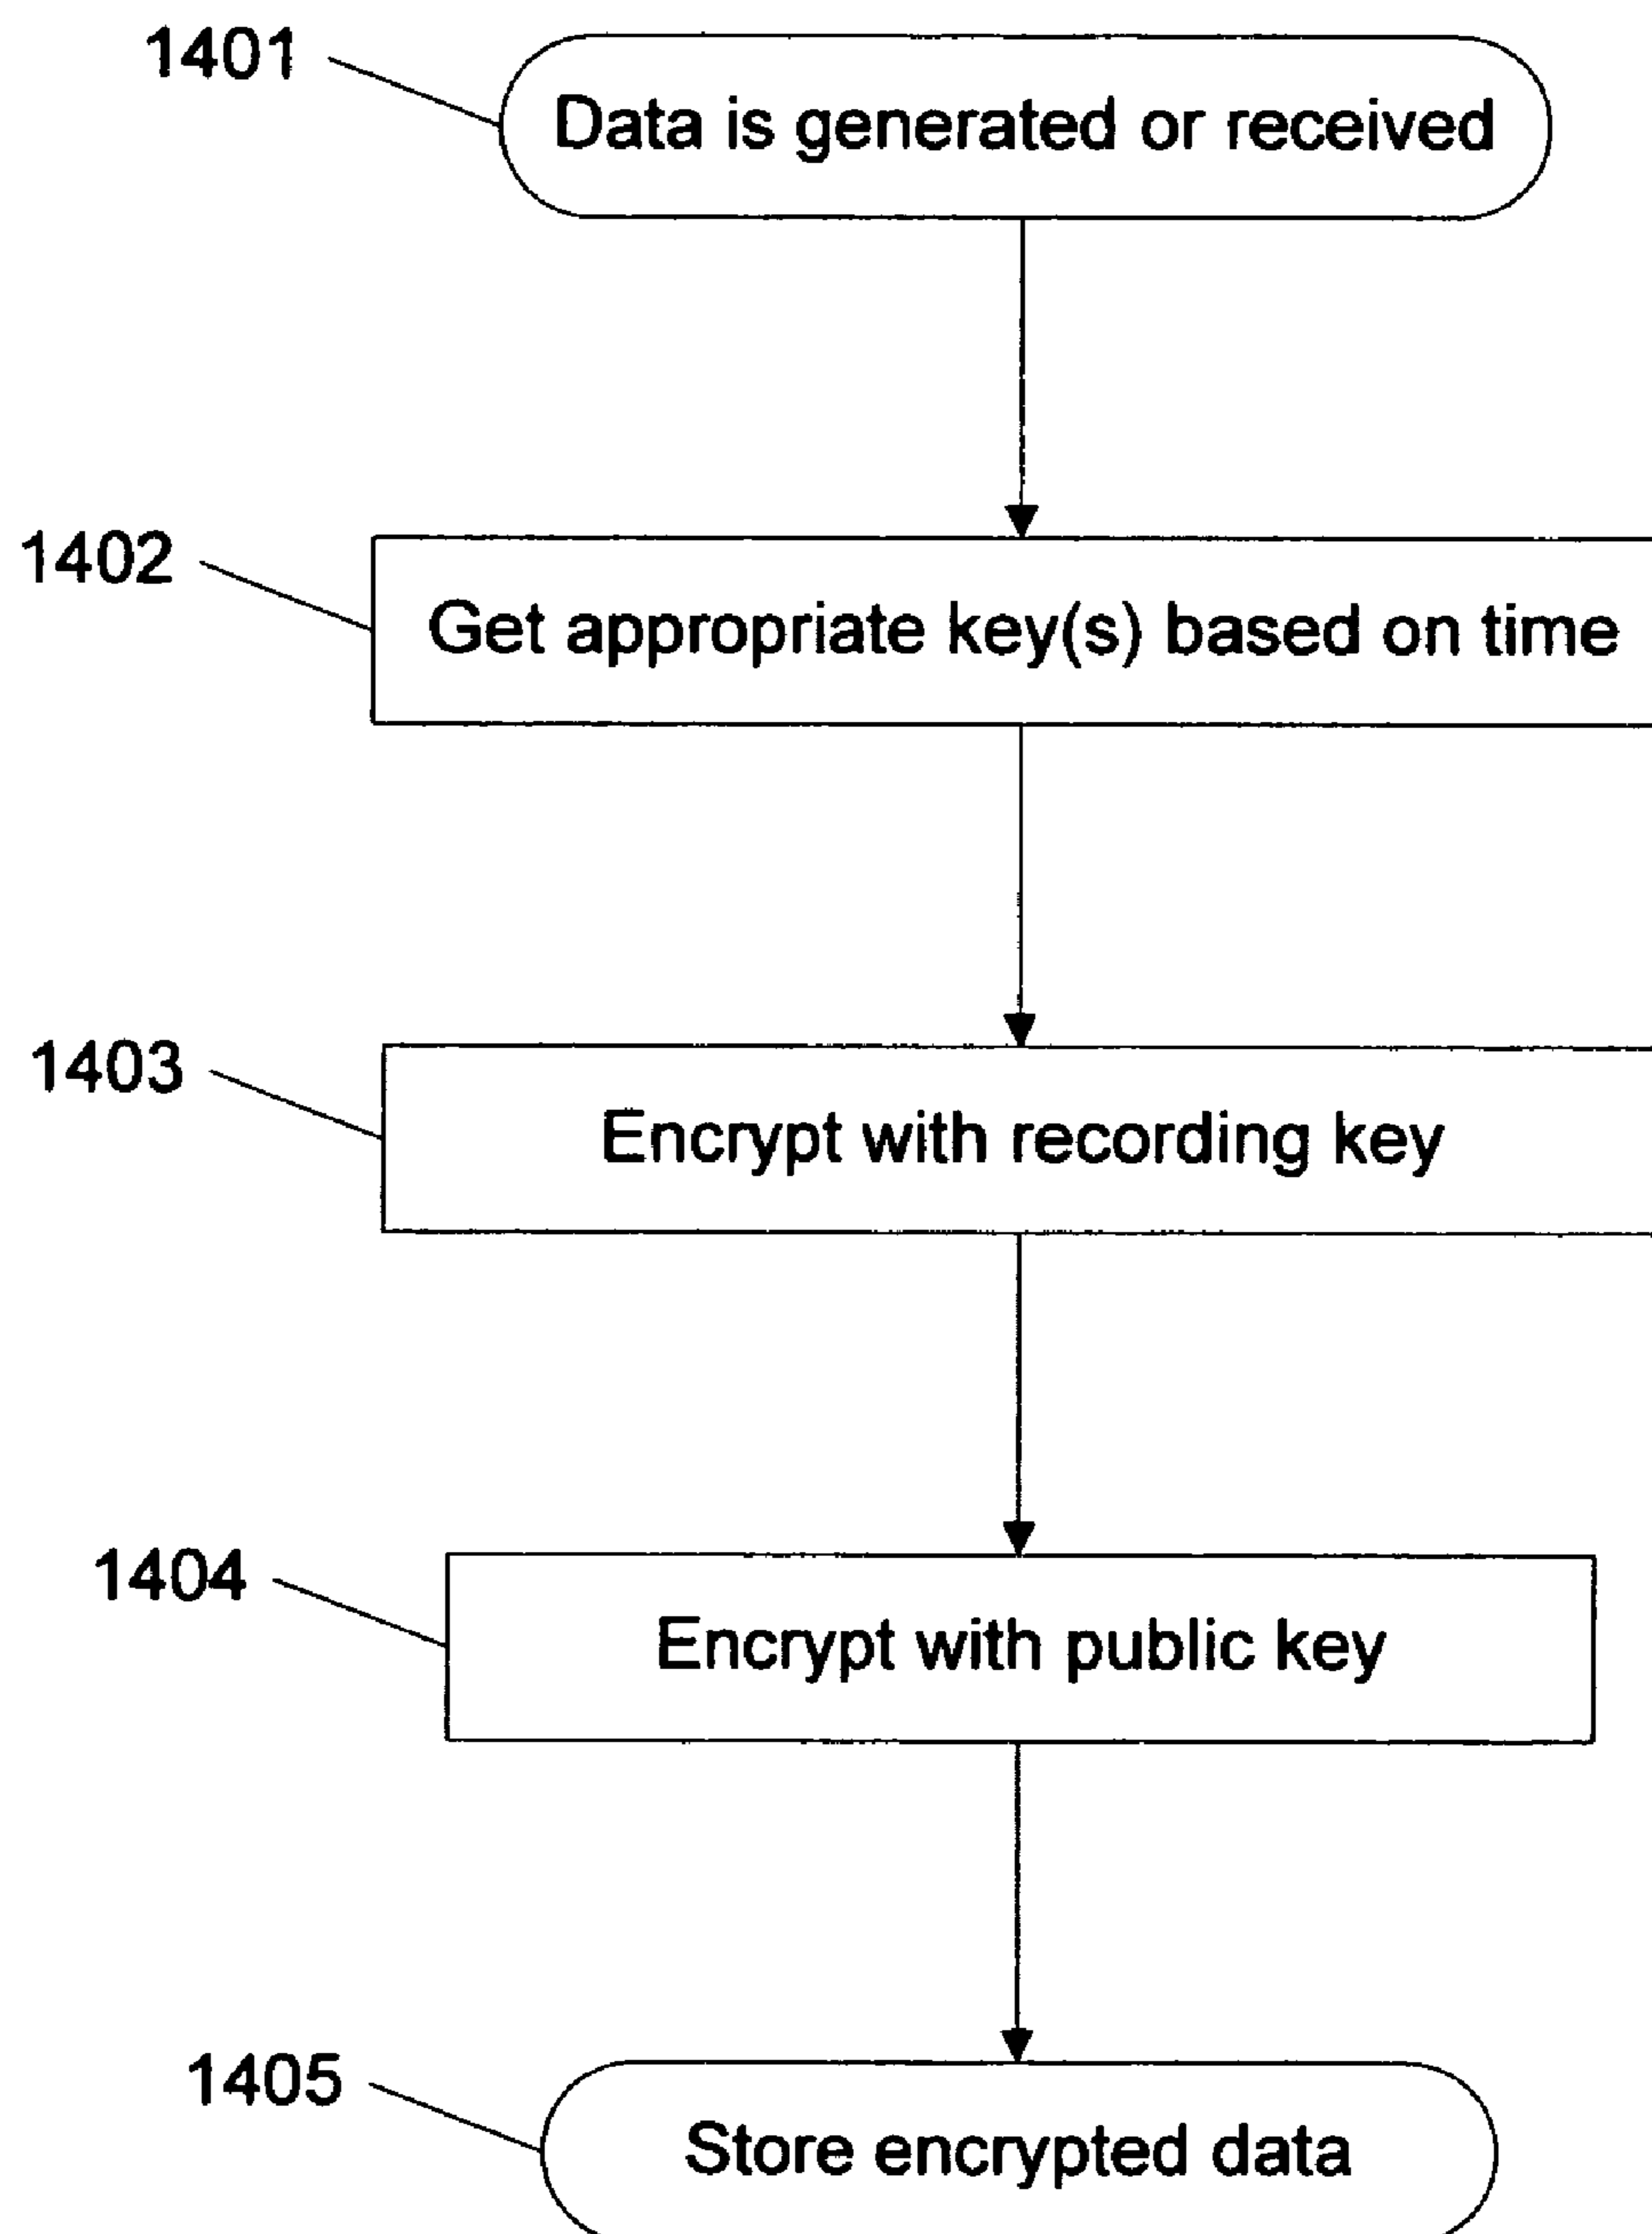 1401
Data is generated or received
1402
Get appropriate key(s) based on time
1403
Encrypt with recording key
1404
Encrypt with public key
1405
Store encrypted data